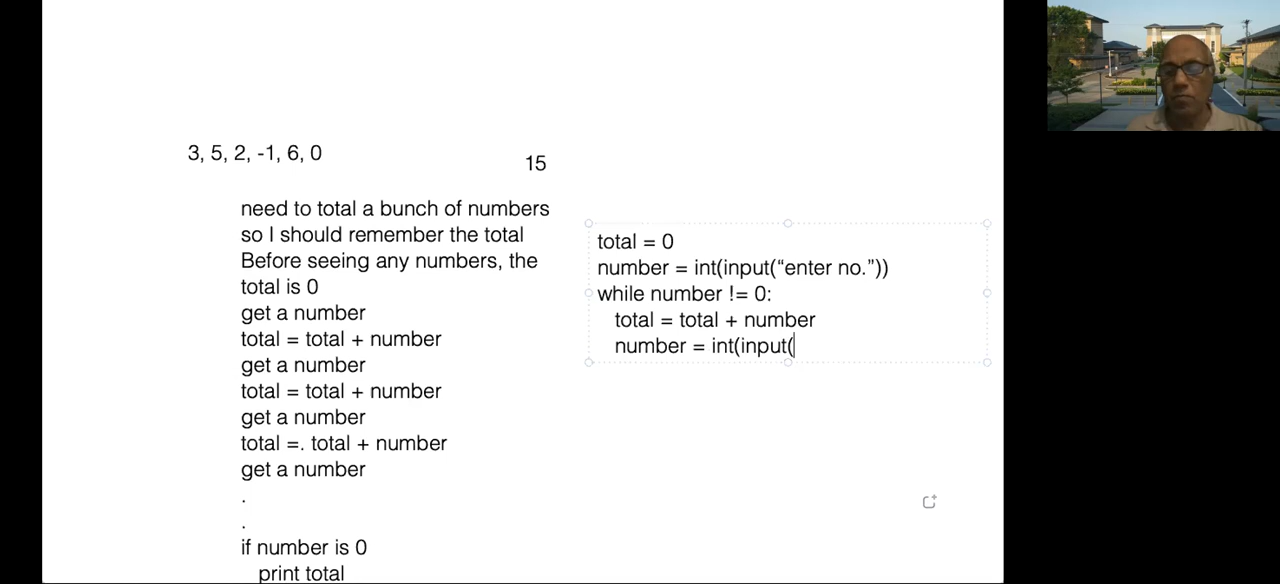 3, 5, 2, -1, 6, 0
15
need to total a bunch of numbers
so I should remember the total
Before seeing any numbers, the
total is 0
get a number
total = total + number
get a number
total = total + number
get a number
total =. total + number
get a number
.
.
if number is 0
print total
total = 0
number = int(input(“enter no.”))
while number != 0:
total = total + number
number = int(input(